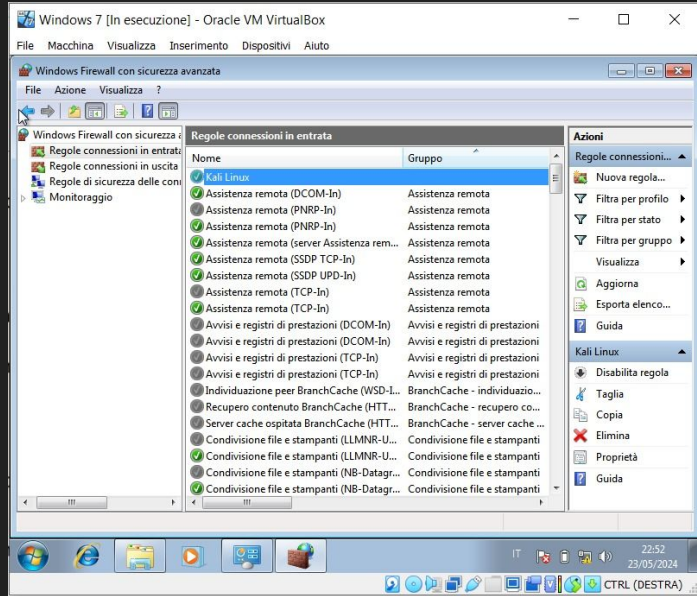 Windows 7 [In esecuzione] - Oracle VM VirtualBox
File Macchina Visualizza Inserimento Dispositivi Aiuto
Windows Firewall con sicurezza avanzata
File Azione Visualizza ?
Windows Firewall con sicurezza a
Regole connessioni in entrata
Regole connessioni in uscita
Regole di sicurezza delle conn
Monitoraggio
Regole connessioni in entrata
Nome Gruppo
Kali Linux
Assistenza remota (DCOM-In) Assistenza remota
Assistenza remota (PNRP-In) Assistenza remota
Assistenza remota (PNRP-In) Assistenza remota
Assistenza remota (server Assistenza rem... Assistenza remota
Assistenza remota (SSDP TCP-In) Assistenza remota
Assistenza remota (SSDP UPD-In) Assistenza remota
Assistenza remota (TCP-In) Assistenza remota
Assistenza remota (TCP-In) Assistenza remota
Avvisi e registri di prestazioni (DCOM-In) Avvisi e registri di prestazioni
Avvisi e registri di prestazioni (DCOM-In) Avvisi e registri di prestazioni
Avvisi e registri di prestazioni (TCP-In) Avvisi e registri di prestazioni
Avvisi e registri di prestazioni (TCP-In) Avvisi e registri di prestazioni
Individuazione peer BranchCache (WSD-I... BranchCache - individuazio...
Recupero contenuto BranchCache (HTT... BranchCache - recupero co...
Server cache ospitata BranchCache (HTT... BranchCache - server cache ...
Condivisione file e stampanti (LLMNR-U... Condivisione file e stampanti
Condivisione file e stampanti (LLMNR-U... Condivisione file e stampanti
Condivisione file e stampanti (NB-Datagr... Condivisione file e stampanti
Condivisione file e stampanti (NB-Datagr... Condivisione file e stampanti
Azioni
Regole connessioni...
Nuova regola...
Filtra per profilo
Filtra per stato
Filtra per gruppo
Visualizza
Aggiorna
Esporta elenco...
Guida
Kali Linux
Disabilita regola
Taglia
Copia
Elimina
Proprietà
Guida
IT
22:52
23/05/2024
CTRL (DESTRA)